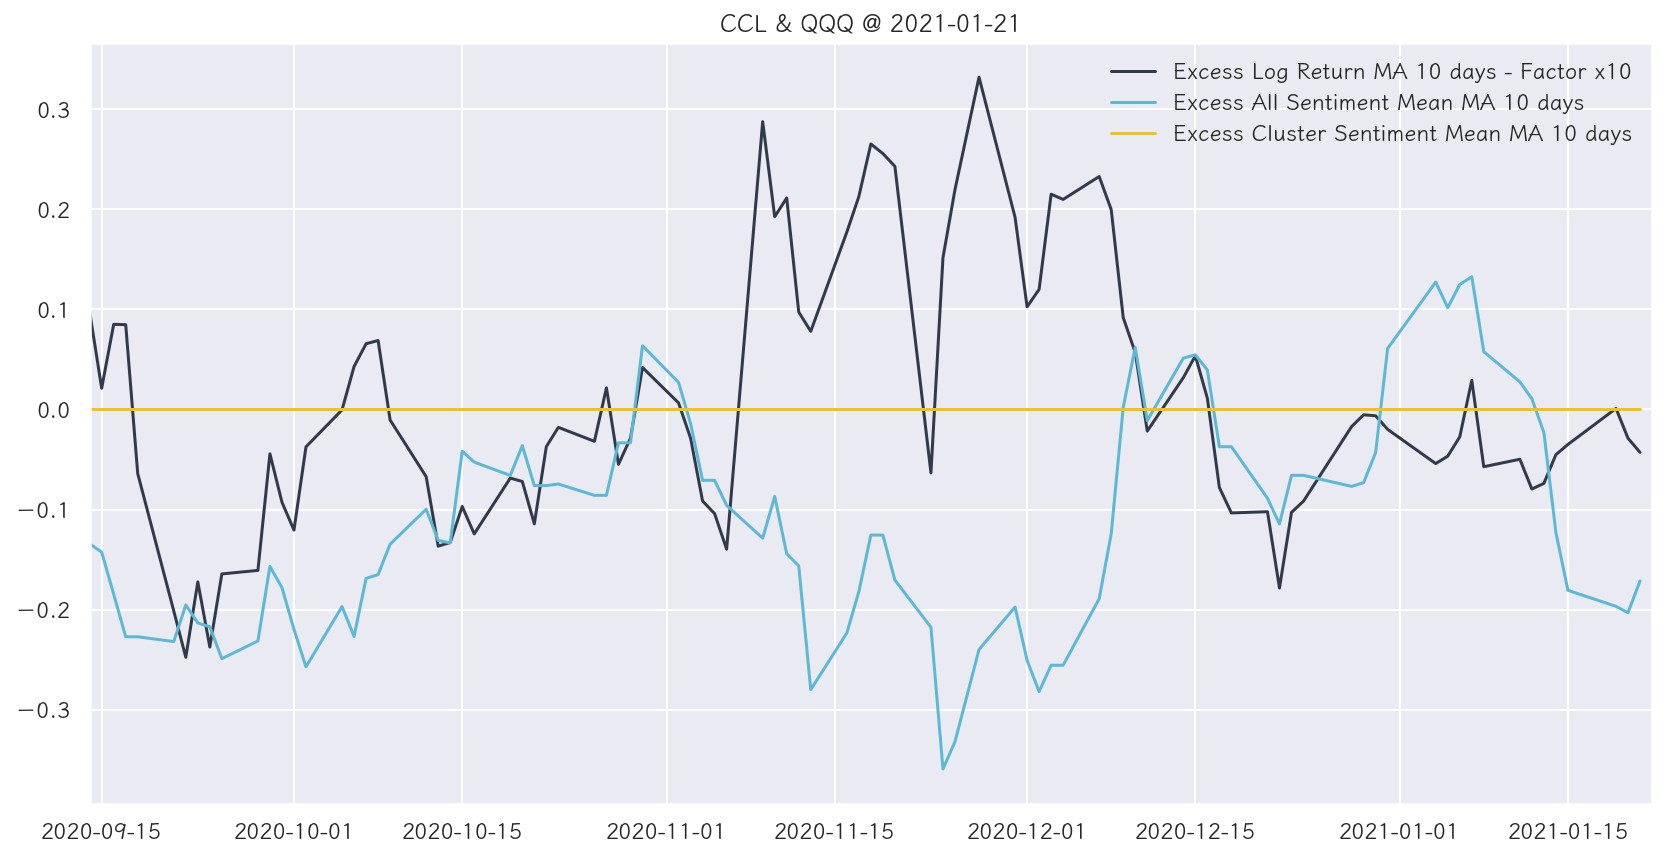 CCL & QQQ @ 2021-01-21
Excess Log Return MA 10 days - Factor x10
Excess All Sentiment Mean MA 10 days
Excess Cluster Sentiment Mean MA 10 days
0.3
0.2
0.1
0.0
−0.1
−0.2
−0.3
2020-09-15 2020-10-01 2020-10-15 2020-11-01 2020-11-15 2020-12-01 2020-12-15 2021-01-01 2021-01-15